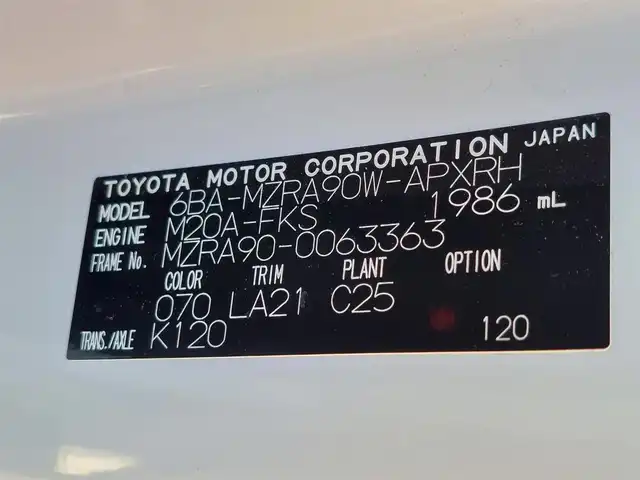 TOYOTA MOTOR CORPORATION JAPAN
MODEL 6BA-MZRA90W-APXRH
ENGINE M20A-FKS 1986 mL
FRAME No. MZRA90-0063363
COLOR TRIM PLANT OPTION
070 LA21 C25
TRANS./AXLE K120 120